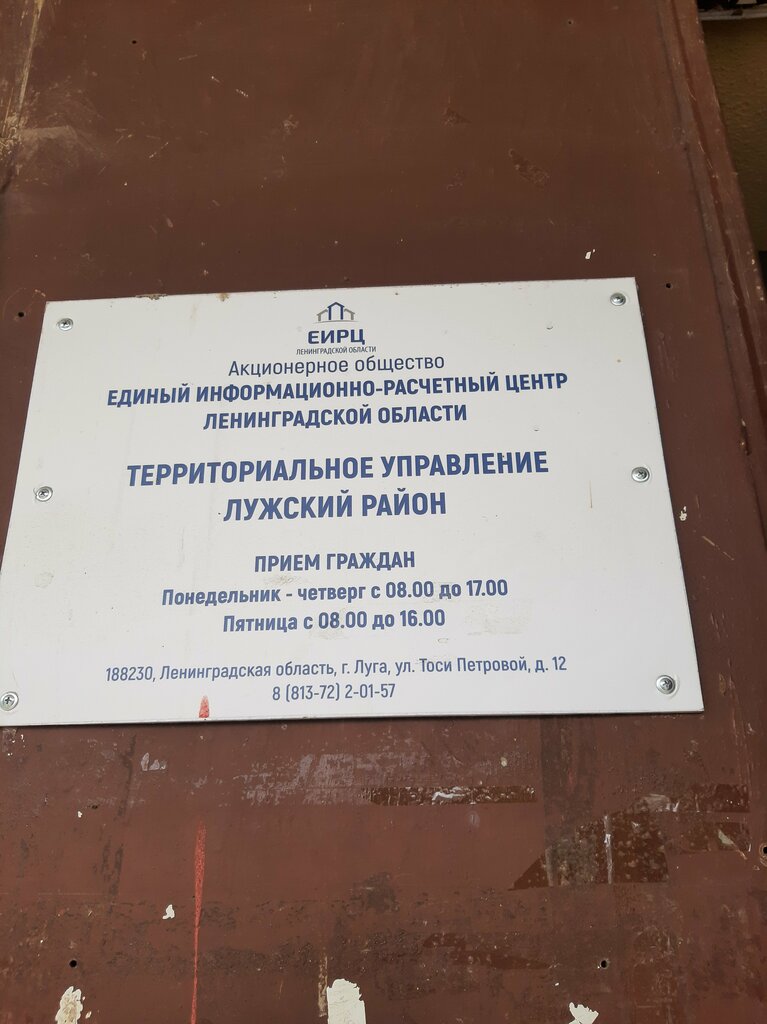 ЕИРЦ
ЛЕНИНГРАДСКОЙ ОБЛАСТИ
Акционерное общество
ЕДИНЫЙ ИНФОРМАЦИОННО-РАСЧЕТНЫЙ ЦЕНТР
ЛЕНИНГРАДСКОЙ ОБЛАСТИ
ТЕРРИТОРИАЛЬНОЕ УПРАВЛЕНИЕ
ЛУЖСКИЙ РАЙОН
ПРИЕМ ГРАЖДАН
Понедельник - четверг с 08.00 до 17.00
Пятница с 08.00 до 16.00
188230, Ленинградская область, г. Луга, ул. Тоси Петровой, д. 12
8 (813-72) 2-01-57